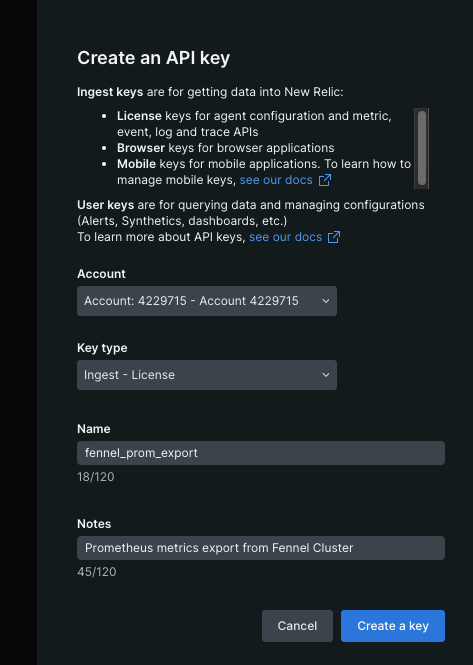 Create an API key
Ingest keys are for getting data into New Relic:
• License keys for agent configuration and metric,
event, log and trace APIs
• Browser keys for browser applications
• Mobile keys for mobile applications. To learn how to
manage mobile keys, see our docs
User keys are for querying data and managing configurations
(Alerts, Synthetics, dashboards, etc.)
To learn more about API keys, see our docs
Account
Account: 4229715 - Account 4229715
Key type
Ingest - License
Name
fennel_prom_export
18/120
Notes
Prometheus metrics export from Fennel Cluster
45/120
Cancel
Create a key